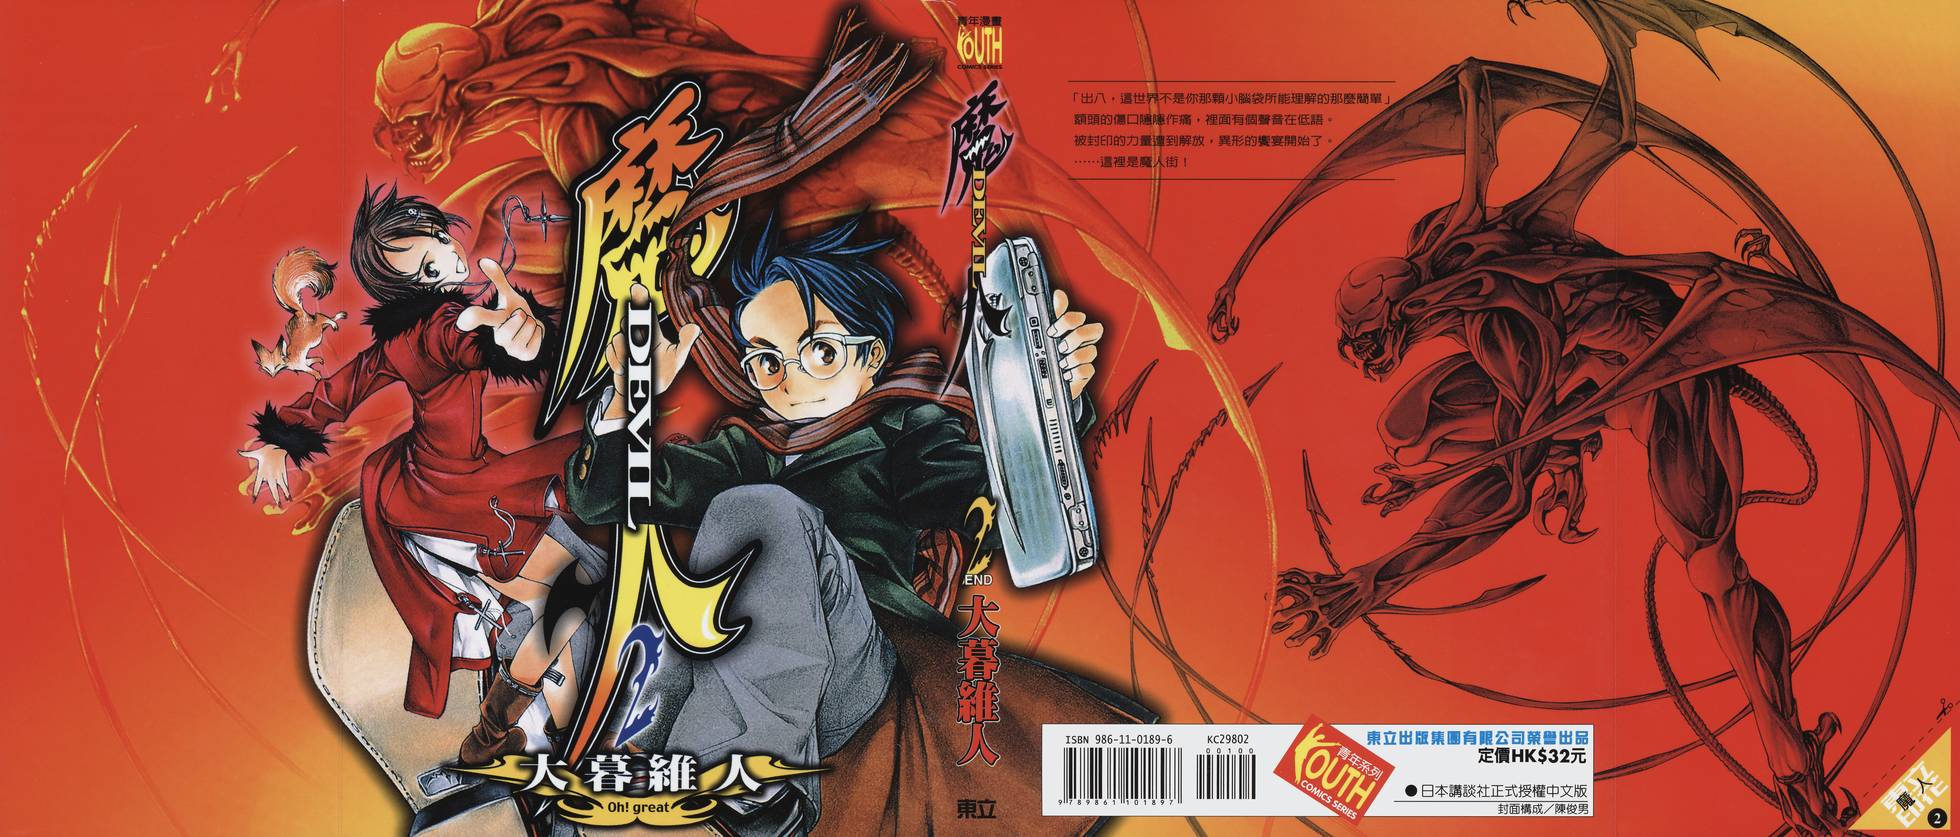 魔
DEVIL
人
2
大暮維人
Oh! great
青年漫畫
YOUTH
COMICS SERIES
魔
DEVIL
人
2
END
大暮維人
東立
「出八，這世界不是你那顆小腦袋所能理解的那麼簡單」
額頭的傷口隱隱作痛，裡面有個聲音在低語。
被封印的力量遭到解放，異形的饗宴開始了。
……這裡是魔人街！
ISBN 986-11-0189-6
KC29802
00100
9789861101897
青年系列
YOUTH
COMICS SERIES
東立出版集團有限公司榮譽出品
定價HK$32元
●日本講談社正式授權中文版
封面構成／陳俊男
魔人
2